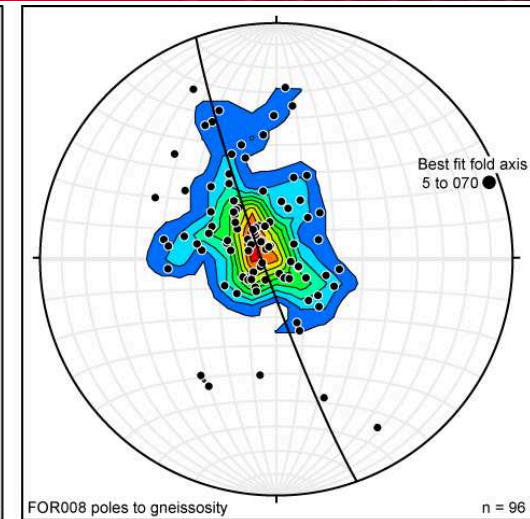 Best fit fold axis
5 to 070
FOR008 poles to gneissosity
n = 96